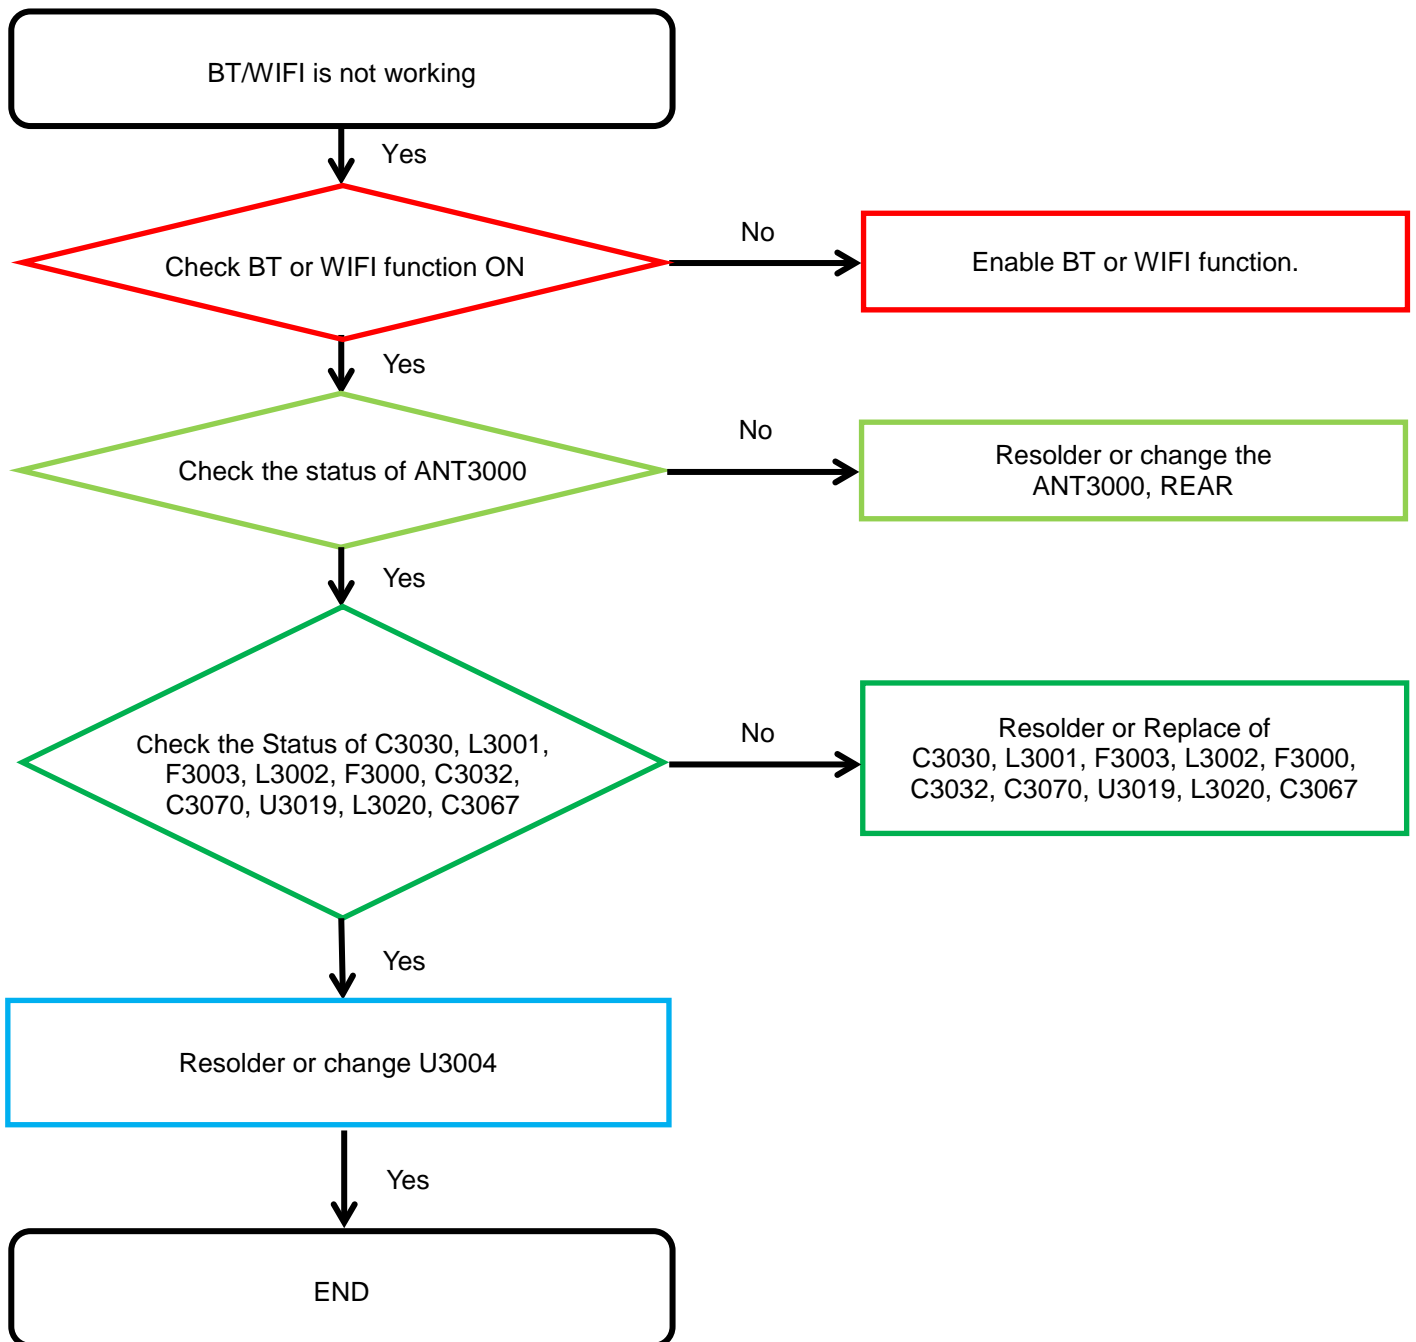 BT/WIFI is not working
Yes
Check BT or WIFI function ON
No
Enable BT or WIFI function.
Yes
Check the status of ANT3000
No
Resolder or change the
ANT3000, REAR
Yes
Check the Status of C3030, L3001,
F3003, L3002, F3000, C3032,
C3070, U3019, L3020, C3067
No
Resolder or Replace of
C3030, L3001, F3003, L3002, F3000,
C3032, C3070, U3019, L3020, C3067
Yes
Resolder or change U3004
Yes
END